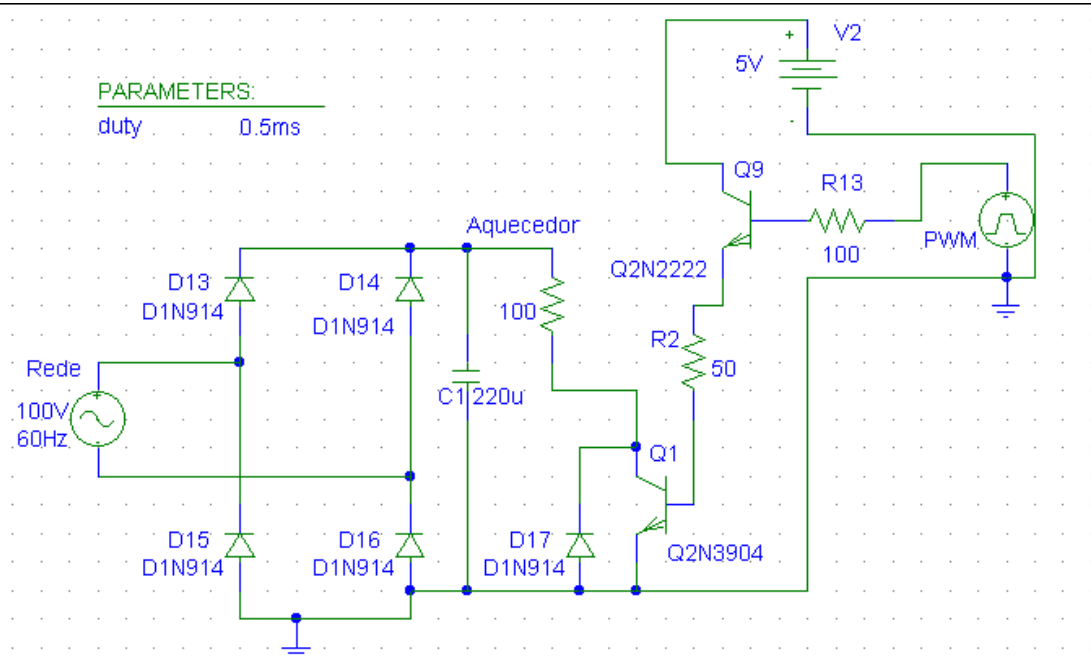 PARAMETERS:
duty 0.5ms
V2
+
5V
-
Q9
R13
100
PWM
Q2N2222
Aquecedor
100
R2
50
D13
D1N914
D14
D1N914
Rede
100V
60Hz
C1 220u
Q1
Q2N3904
D15
D1N914
D16
D1N914
D17
D1N914